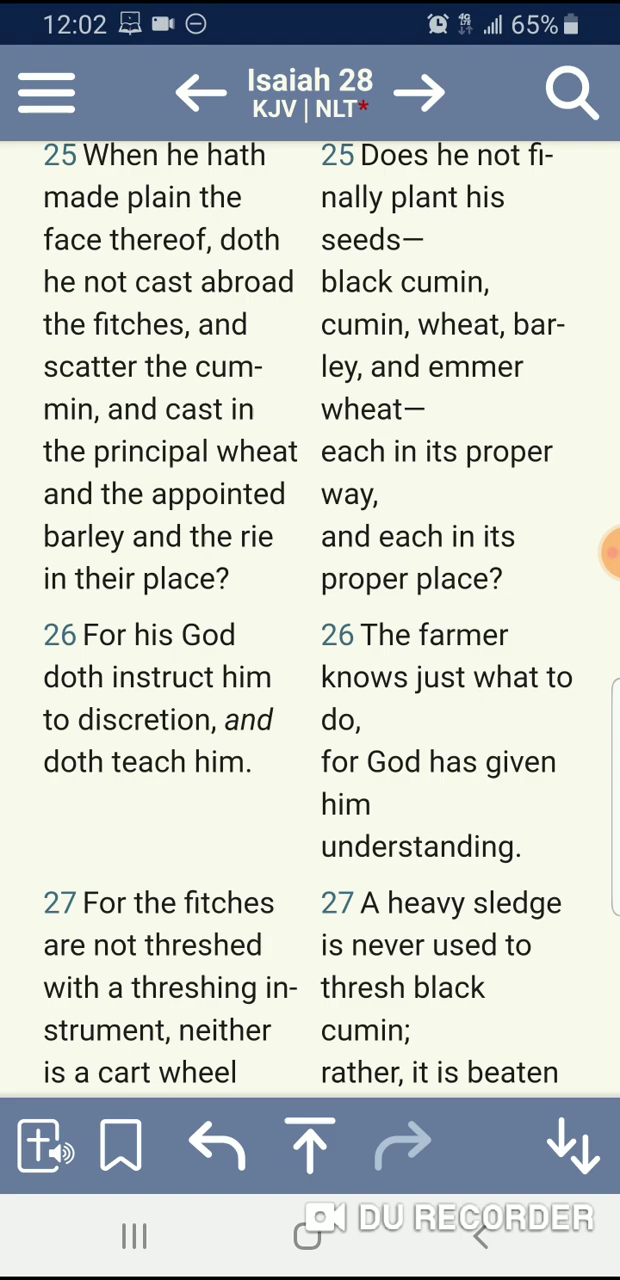 12:02 65%
Isaiah 28
KJV | NLT*
25 When he hath
made plain the
face thereof, doth
he not cast abroad
the fitches, and
scatter the cum-
min, and cast in
the principal wheat
and the appointed
barley and the rie
in their place?
26 For his God
doth instruct him
to discretion, and
doth teach him.
27 For the fitches
are not threshed
with a threshing in-
strument, neither
is a cart wheel
25 Does he not fi-
nally plant his
seeds—
black cumin,
cumin, wheat, bar-
ley, and emmer
wheat—
each in its proper
way,
and each in its
proper place?
26 The farmer
knows just what to
do,
for God has given
him
understanding.
27 A heavy sledge
is never used to
thresh black
cumin;
rather, it is beaten
DU RECORDER